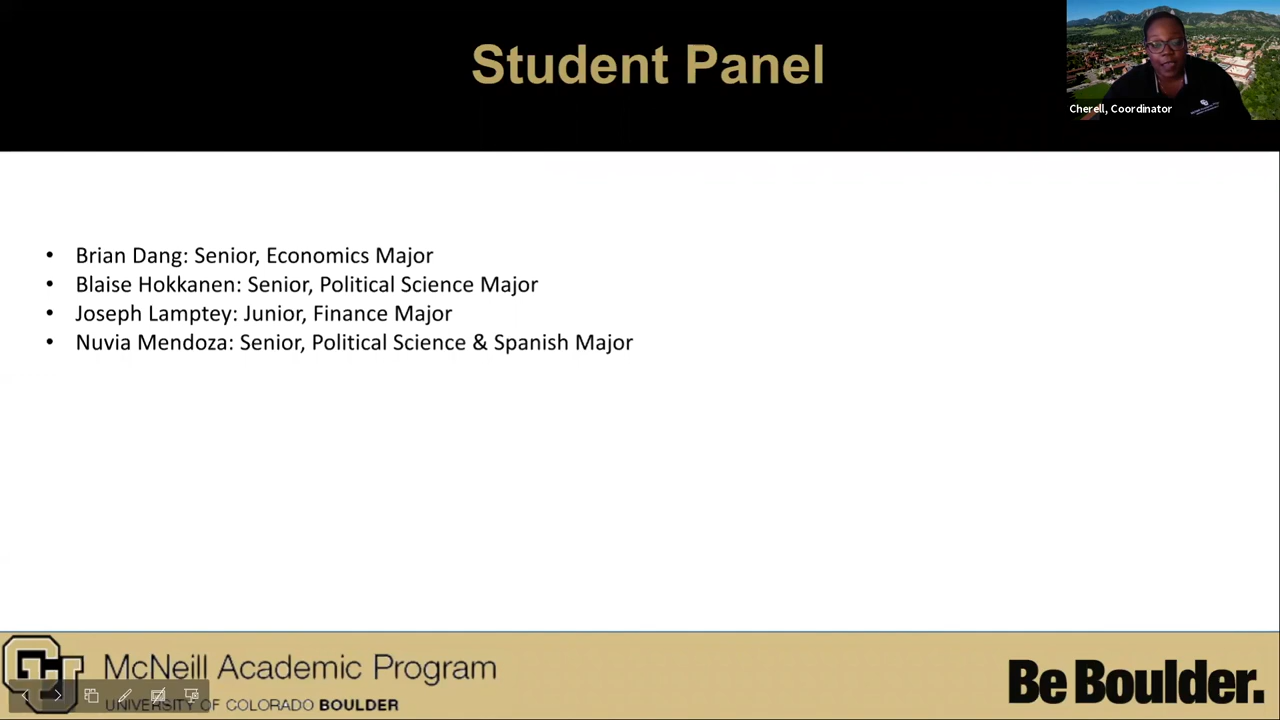 Student Panel
Cherell, Coordinator
• Brian Dang: Senior, Economics Major
• Blaise Hokkanen: Senior, Political Science Major
• Joseph Lamptey: Junior, Finance Major
• Nuvia Mendoza: Senior, Political Science & Spanish Major
CU
McNeill Academic Program
UNIVERSITY OF COLORADO BOULDER
Be Boulder.